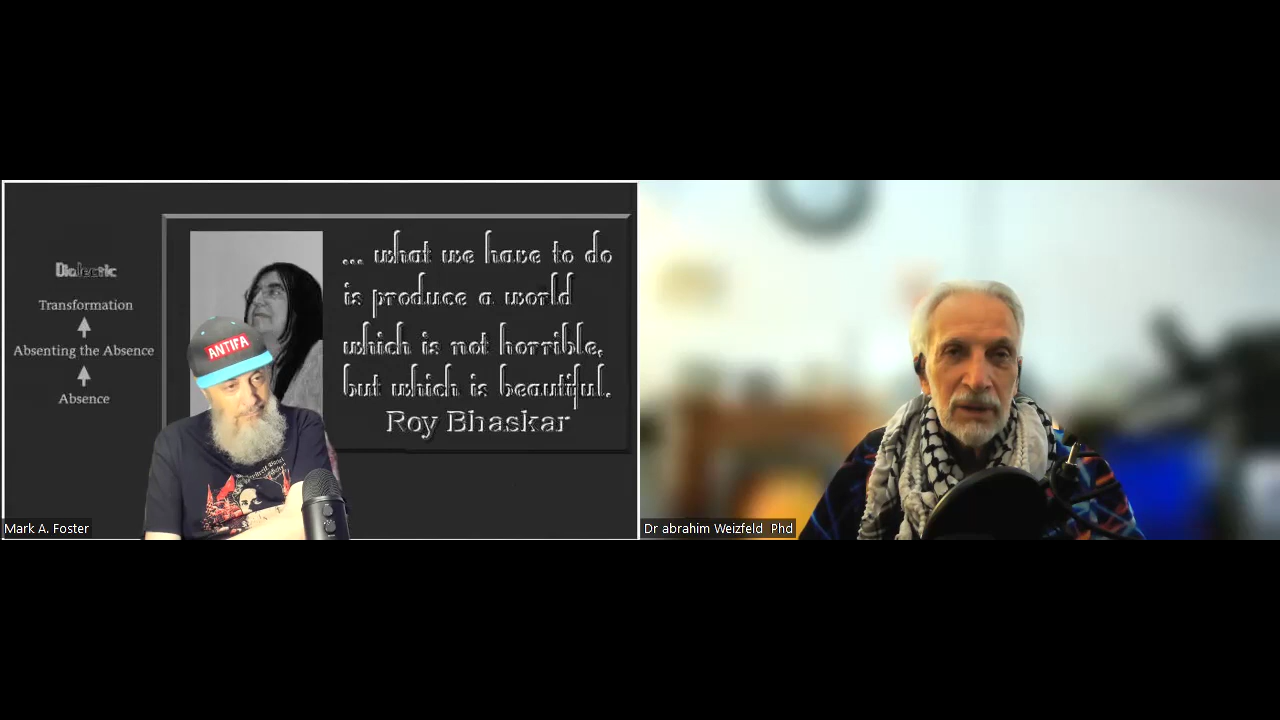 Dialectic
Transformation
Absenting the Absence
Absence
... what we have to do
is produce a world
which is not horrible,
but which is beautiful.
Roy Bhaskar
ANTIFA
Mark A. Foster
Dr abrahim Weizfeld Phd